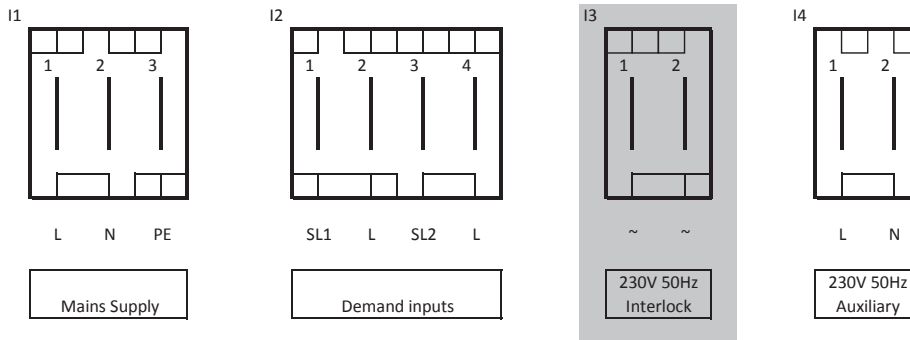 I1 I2 I3 I4
1 2 3 1 2 3 4 1 2 1 2
L N PE SL1 L SL2 L ~ ~ L N
Mains Supply
Demand inputs
230V 50Hz
Interlock
230V 50Hz
Auxiliary